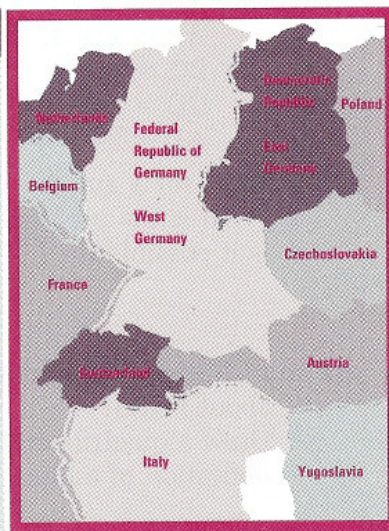 Netherlands
Democratic
Republic
Poland
Federal
Republic of
Germany
East
Germany
Belgium
West
Germany
Czechoslovakia
France
Switzerland
Austria
Italy
Yugoslavia